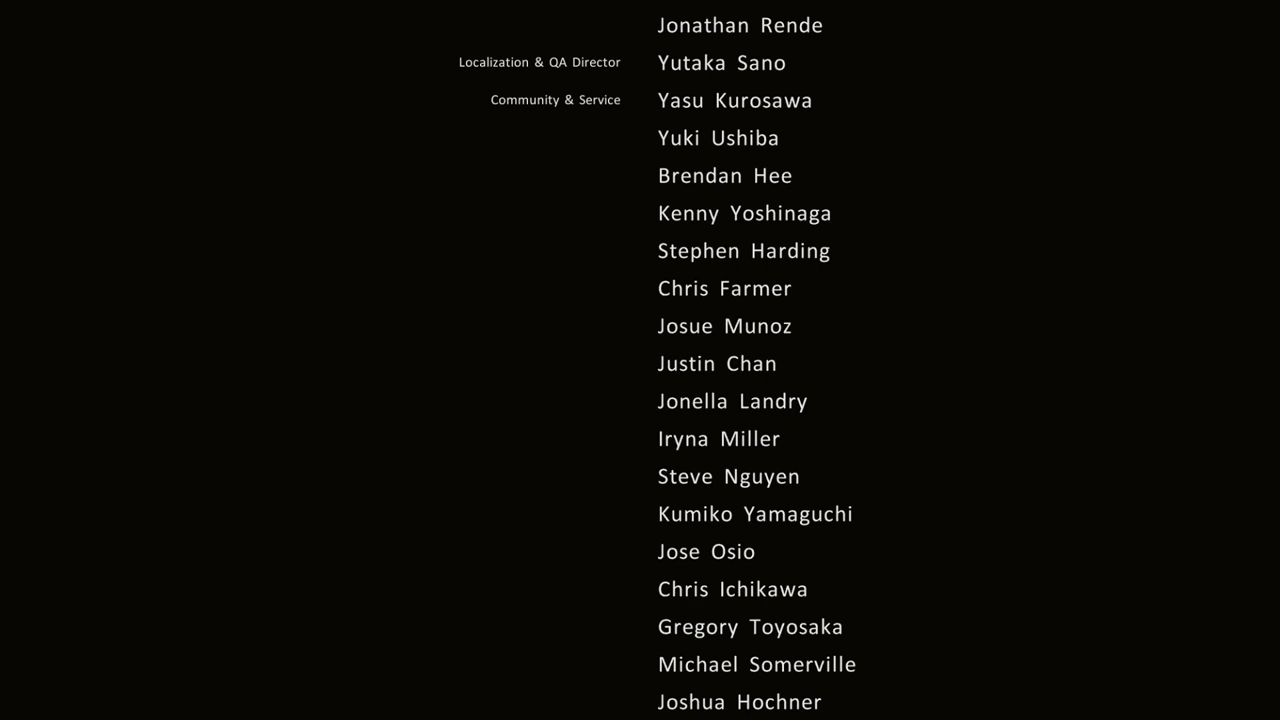 Jonathan Rende
Localization & QA Director Yutaka Sano
Community & Service Yasu Kurosawa
Yuki Ushiba
Brendan Hee
Kenny Yoshinaga
Stephen Harding
Chris Farmer
Josue Munoz
Justin Chan
Jonella Landry
Iryna Miller
Steve Nguyen
Kumiko Yamaguchi
Jose Osio
Chris Ichikawa
Gregory Toyosaka
Michael Somerville
Joshua Hochner